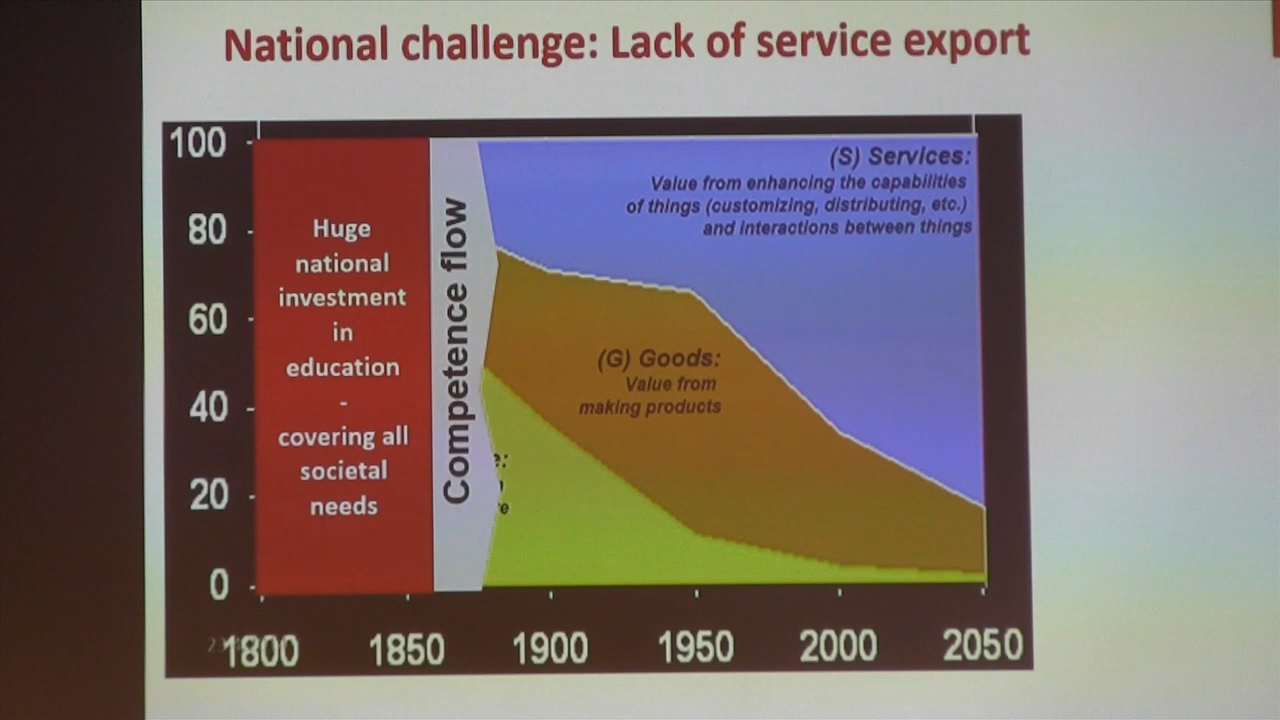 National challenge: Lack of service export
100
80
60
40
20
0
Huge
national
investment
in
education
-
covering all
societal
needs
Competence flow
(S) Services:
Value from enhancing the capabilities
of things (customizing, distributing, etc.)
and interactions between things
(G) Goods:
Value from
making products
e:
e
1800 1850 1900 1950 2000 2050